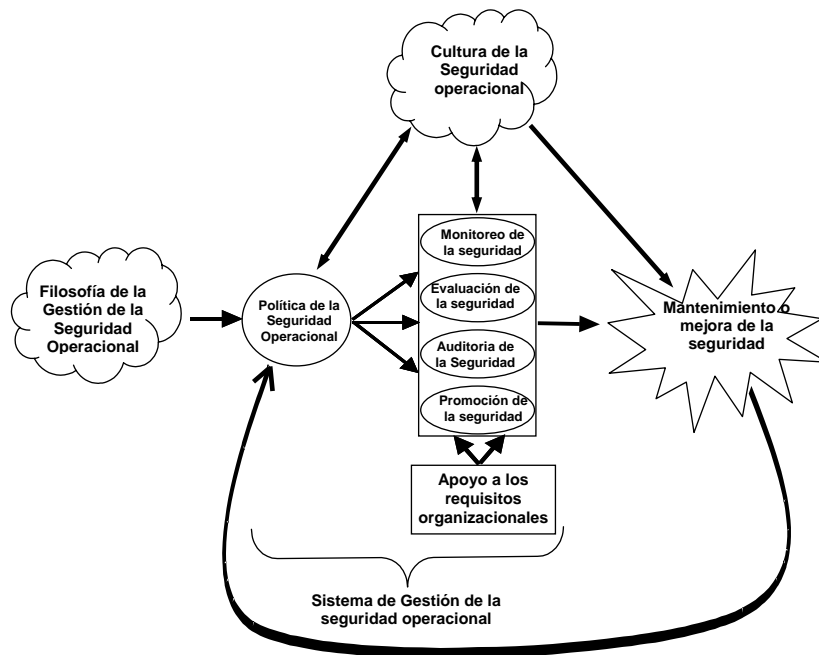 Cultura de la
Seguridad
operacional
Filosofía de la
Gestión de la
Seguridad
Operacional
Política de la
Seguridad
Operacional
Monitoreo de
la seguridad
Evaluación de
la seguridad
Auditoria de
la Seguridad
Promoción de
la seguridad
Mantenimiento o
mejora de la
seguridad
Apoyo a los
requisitos
organizacionales
Sistema de Gestión de la
seguridad operacional